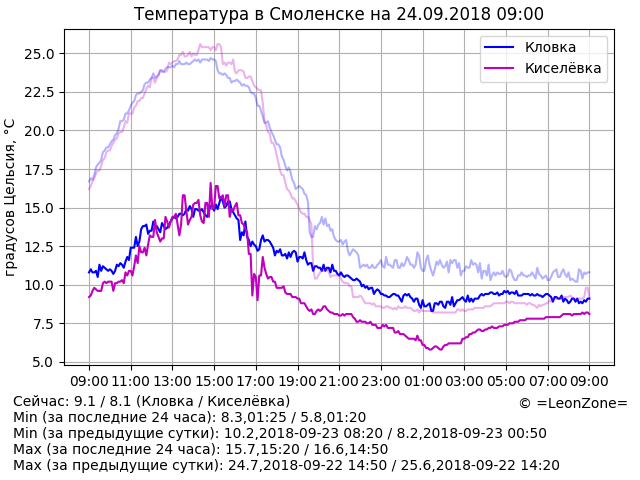 Температура в Смоленске на 24.09.2018 09:00
Кловка
Киселёвка
градусов Цельсия, °C
25.0
22.5
20.0
17.5
15.0
12.5
10.0
7.5
5.0
09:00 11:00 13:00 15:00 17:00 19:00 21:00 23:00 01:00 03:00 05:00 07:00 09:00
Сейчас: 9.1 / 8.1 (Кловка / Киселёвка)
© =LeonZone=
Min (за последние 24 часа): 8.3,01:25 / 5.8,01:20
Min (за предыдущие сутки): 10.2,2018-09-23 08:20 / 8.2,2018-09-23 00:50
Max (за последние 24 часа): 15.7,15:20 / 16.6,14:50
Max (за предыдущие сутки): 24.7,2018-09-22 14:50 / 25.6,2018-09-22 14:20